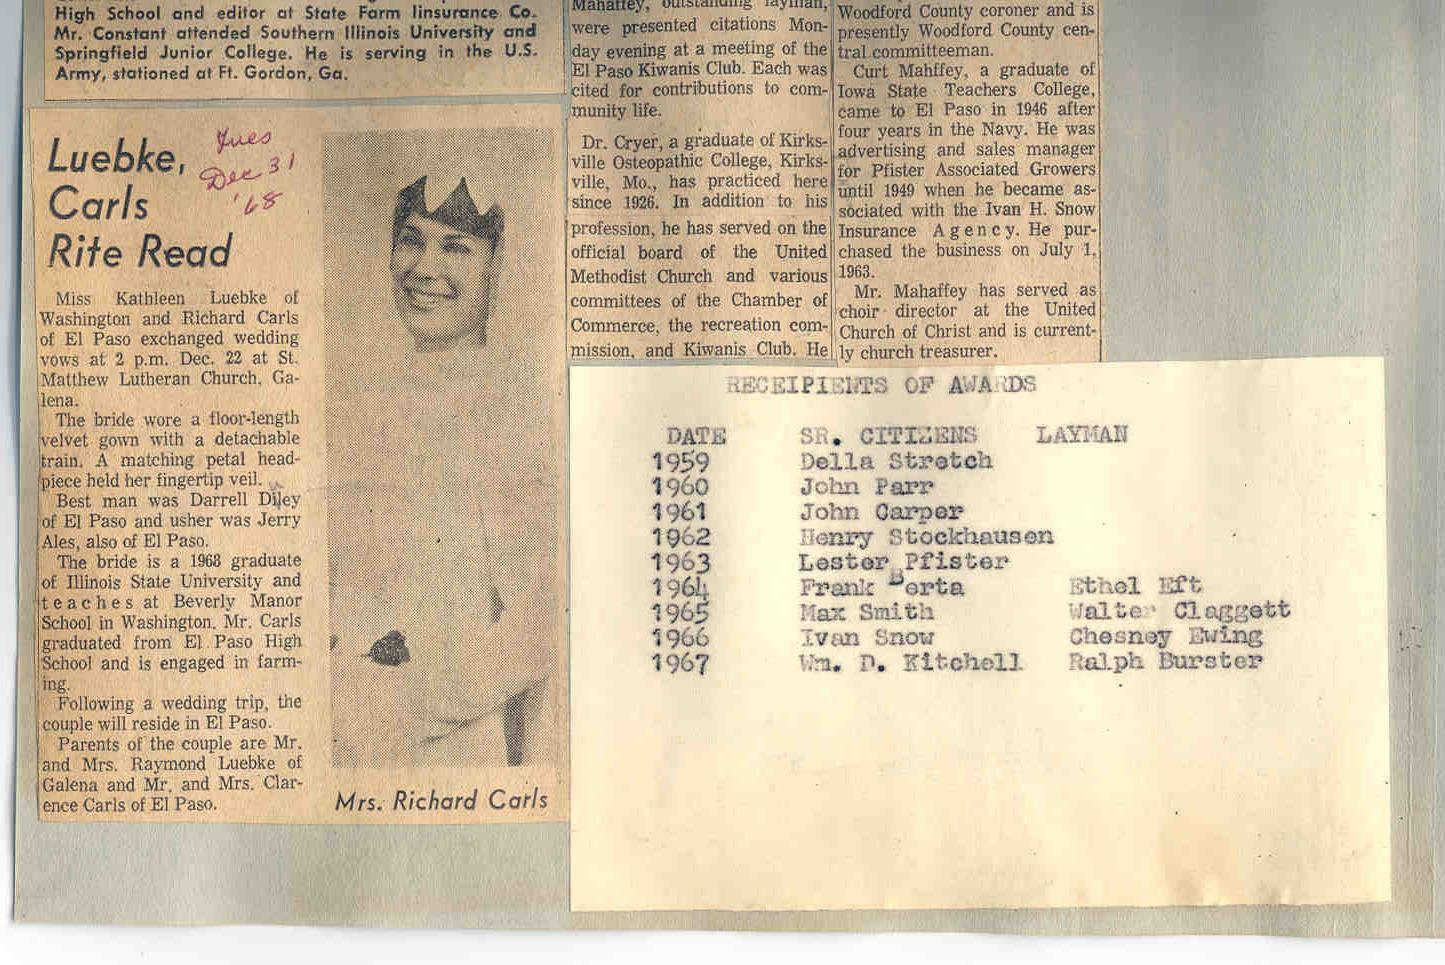 High School and editor at State Farm Iinsurance Co.
Mr. Constant attended Southern Illinois University and
Springfield Junior College. He is serving in the U.S.
Army, stationed at Ft. Gordon, Ga.
Luebke,
Carls
Rite Read
Tues
Dec 31
'68
Miss Kathleen Luebke of
Washington and Richard Carls
of El Paso exchanged wedding
vows at 2 p.m. Dec. 22 at St.
Matthew Lutheran Church, Ga-
lena.
The bride wore a floor-length
velvet gown with a detachable
train. A matching petal head-
piece held her fingertip veil.
Best man was Darrell Diley
of El Paso and usher was Jerry
Ales, also of El Paso.
The bride is a 1968 graduate
of Illinois State University and
teaches at Beverly Manor
School in Washington. Mr. Carls
graduated from El Paso High
School and is engaged in farm-
ing.
Following a wedding trip, the
couple will reside in El Paso.
Parents of the couple are Mr.
and Mrs. Raymond Luebke of
Galena and Mr. and Mrs. Clar-
ence Carls of El Paso.
Mrs. Richard Carls
Mahaffey, outstanding layman,
were presented citations Mon-
day evening at a meeting of the
El Paso Kiwanis Club. Each was
cited for contributions to com-
munity life.
Dr. Cryer, a graduate of Kirks-
ville Osteopathic College, Kirks-
ville, Mo., has practiced here
since 1926. In addition to his
profession, he has served on the
official board of the United
Methodist Church and various
committees of the Chamber of
Commerce, the recreation com-
mission, and Kiwanis Club. He
Woodford County coroner and is
presently Woodford County cen-
tral committeeman.
Curt Mahffey, a graduate of
Iowa State Teachers College,
came to El Paso in 1946 after
four years in the Navy. He was
advertising and sales manager
for Pfister Associated Growers
until 1949 when he became as-
sociated with the Ivan H. Snow
Insurance Agency. He pur-
chased the business on July 1,
1963.
Mr. Mahaffey has served as
choir director at the United
Church of Christ and is current-
ly church treasurer.
RECEIPIENTS OF AWARDS
DATE SR. CITIZENS LAYMAN
1959 Della Stretch
1960 John Parr
1961 John Carper
1962 Henry Stockhausen
1963 Lester Pfister
1964 Frank Perta Ethel Eft
1965 Max Smith Walter Claggett
1966 Ivan Snow Chesney Ewing
1967 Wm. D. Kitchell Ralph Burster